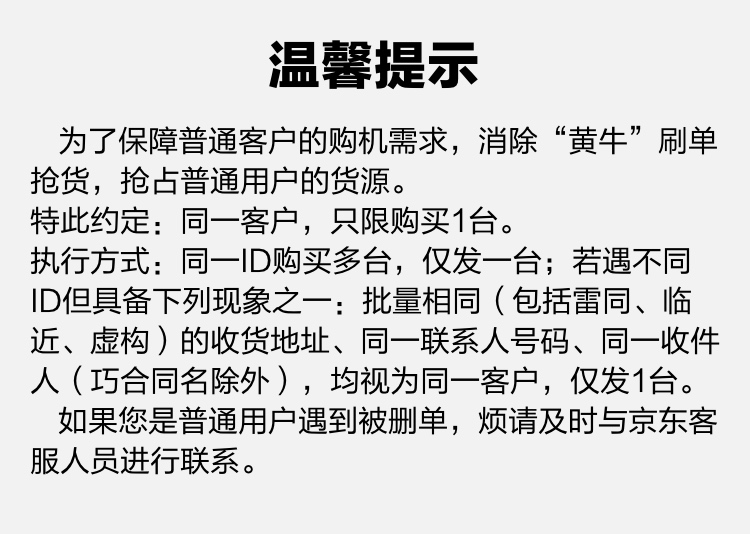 温馨提示
为了保障普通客户的购机需求，消除“黄牛”刷单
抢货，抢占普通用户的货源。
特此约定：同一客户，只限购买1台。
执行方式：同一ID购买多台，仅发一台；若遇不同
ID但具备下列现象之一：批量相同（包括雷同、临
近、虚构）的收货地址、同一联系人号码、同一收件
人（巧合同名除外），均视为同一客户，仅发1台。
如果您是普通用户遇到被删单，烦请及时与京东客
服人员进行联系。